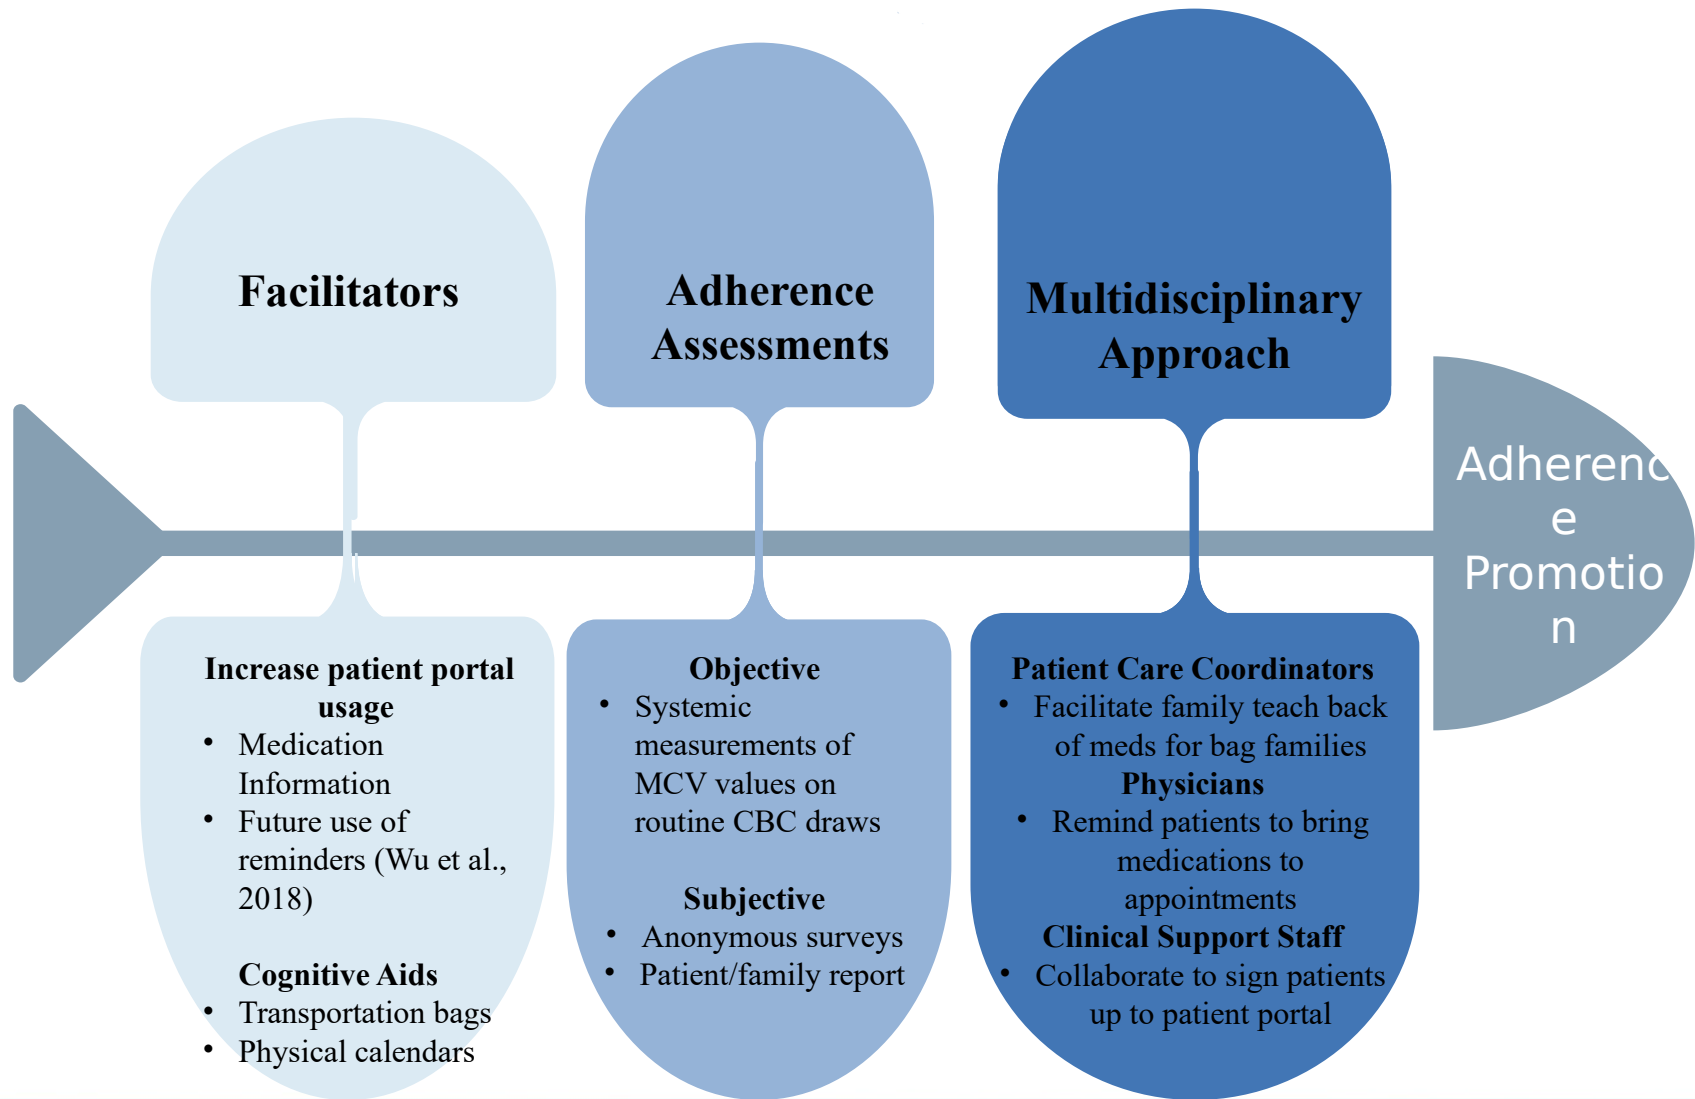 Facilitators
Adherence
Assessments
Multidisciplinary
Approach
Adherenc
e
Promotio
n
Increase patient portal
usage
• Medication
Information
• Future use of
reminders (Wu et al.,
2018)
Cognitive Aids
• Transportation bags
• Physical calendars
Objective
• Systemic
measurements of
MCV values on
routine CBC draws
Subjective
• Anonymous surveys
• Patient/family report
Patient Care Coordinators
• Facilitate family teach back
of meds for bag families
Physicians
• Remind patients to bring
medications to
appointments
Clinical Support Staff
• Collaborate to sign patients
up to patient portal